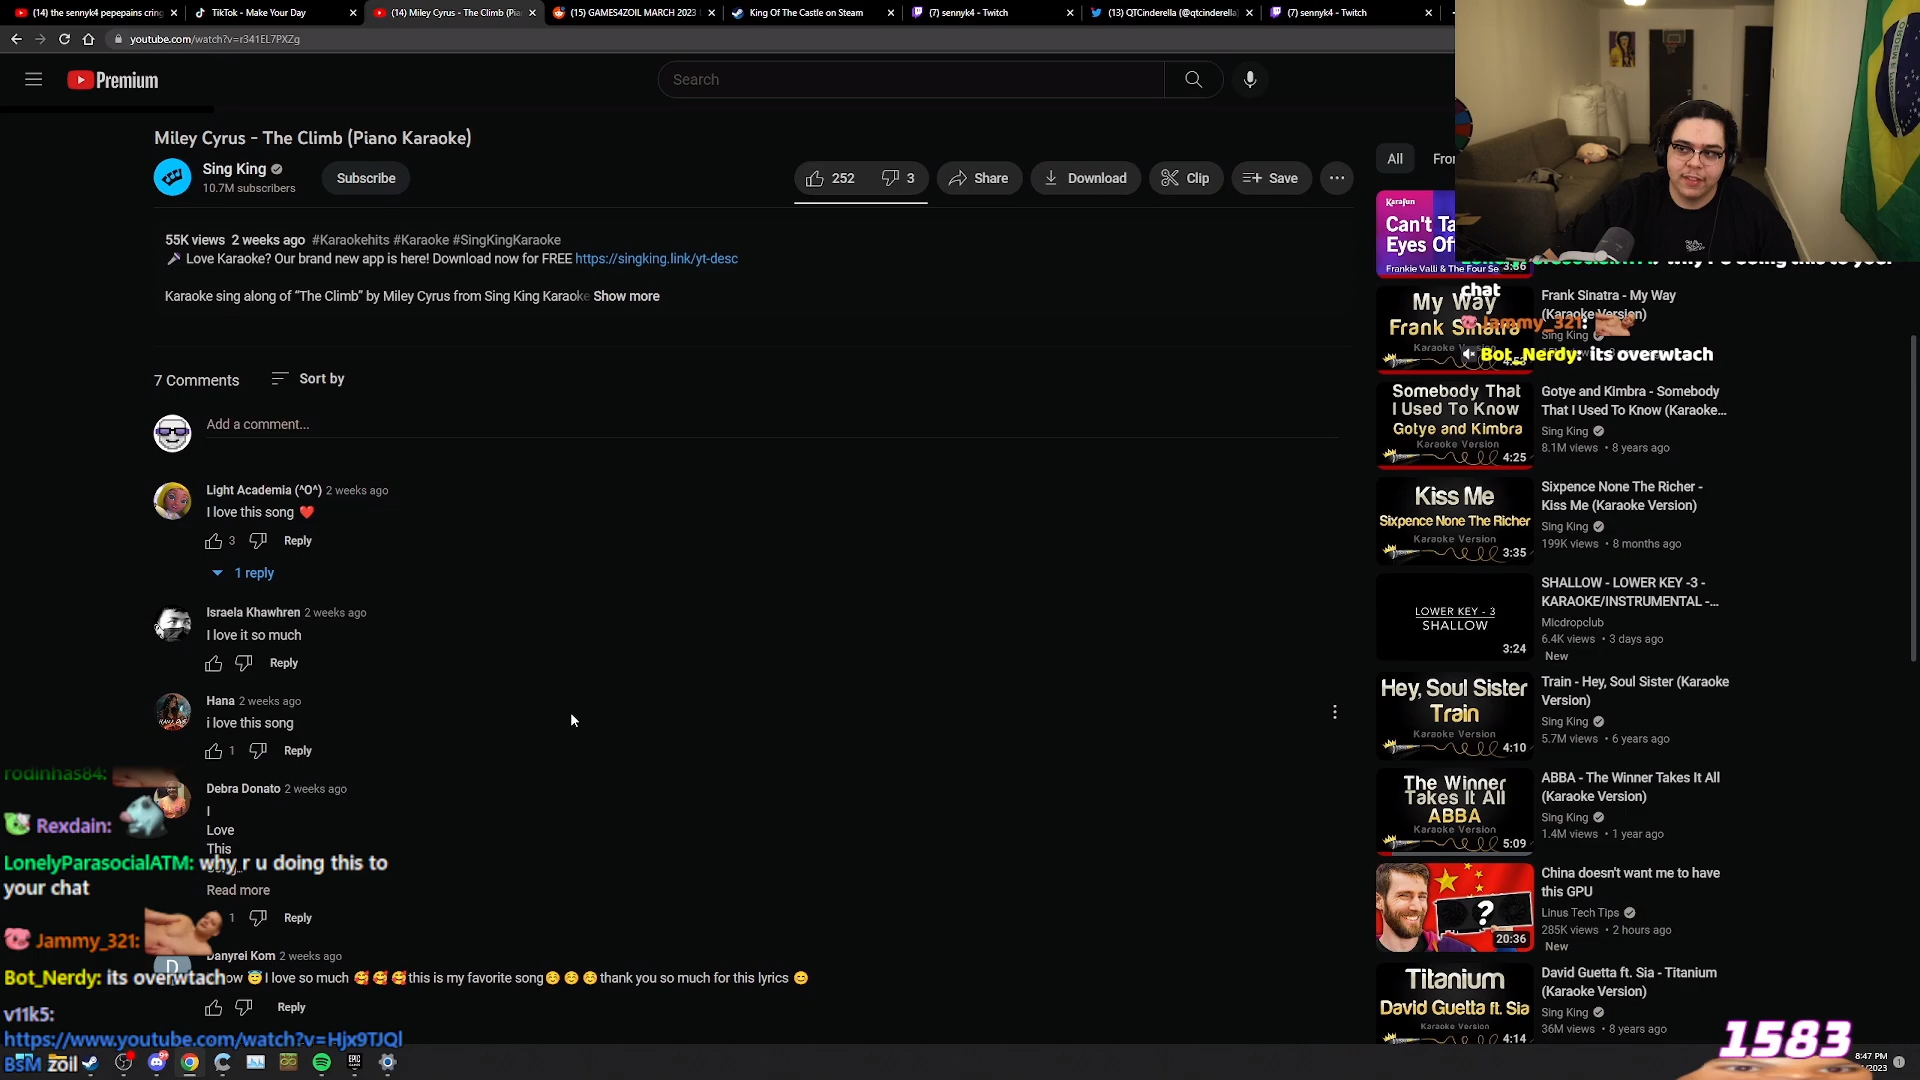 (14) the sennyk4 pepepains cring
TikTok - Make Your Day
(14) Miley Cyrus - The Climb (Pia
(15) GAMES4ZOIL MARCH 2023
King Of The Castle on Steam
(7) sennyk4 - Twitch
(13) QTCinderella (@qtcinderella)
(7) sennyk4 - Twitch
youtube.com/watch?v=r341EL7PXZg
Premium
Search
Miley Cyrus - The Climb (Piano Karaoke)
Sing King
10.7M subscribers
Subscribe
252
3
Share
Download
Clip
Save
55K views 2 weeks ago #Karaokehits #Karaoke #SingKingKaraoke
Love Karaoke? Our brand new app is here! Download now for FREE https://singking.link/yt-desc
Karaoke sing along of “The Climb” by Miley Cyrus from Sing King Karaoke Show more
7 Comments
Sort by
Add a comment...
Light Academia (^O^) 2 weeks ago
I love this song ❤️
3
Reply
1 reply
Israela Khawhren 2 weeks ago
I love it so much
Reply
Hana 2 weeks ago
i love this song
1
Reply
Debra Donato 2 weeks ago
I
Love
This
Read more
1
Reply
Danyrei Kom 2 weeks ago
I love so much 🥰 🥰 🥰 this is my favorite song thank you so much for this lyrics 😊
Reply
rodinhas84:
Rexdain:
LonelyParasocialATM: why r u doing this to
your chat
Jammy_321:
Bot_Nerdy: its overwtach
v11k5:
https://www.youtube.com/watch?v=Hjx9TJQl
BsM zoil
All
KaraFun
Can't Ta
Eyes Of
Frankie Valli & The Four Se
3:56
chat
Jammy_321:
Bot_Nerdy: its overwtach
My Way
Frank Sinatra
Karaoke
Frank Sinatra - My Way
(Karaoke Version)
Sing King
Somebody That
I Used To Know
Gotye and Kimbra
Karaoke Version
4:25
Gotye and Kimbra - Somebody
That I Used To Know (Karaoke...
Sing King
8.1M views • 8 years ago
Kiss Me
Sixpence None The Richer
Karaoke Version
3:35
Sixpence None The Richer -
Kiss Me (Karaoke Version)
Sing King
199K views • 8 months ago
LOWER KEY - 3
SHALLOW
3:24
SHALLOW - LOWER KEY -3 -
KARAOKE/INSTRUMENTAL -...
Micdropclub
6.4K views • 3 days ago
New
Hey, Soul Sister
Train
Karaoke Version
4:10
Train - Hey, Soul Sister (Karaoke
Version)
Sing King
5.7M views • 6 years ago
The Winner
Takes It All
ABBA
Karaoke Version
5:09
ABBA - The Winner Takes It All
(Karaoke Version)
Sing King
1.4M views • 1 year ago
?
20:36
China doesn't want me to have
this GPU
Linus Tech Tips
285K views • 2 hours ago
New
Titanium
David Guetta ft. Sia
Karaoke Version
4:14
David Guetta ft. Sia - Titanium
(Karaoke Version)
Sing King
36M views • 8 years ago
1583
8:47 PM